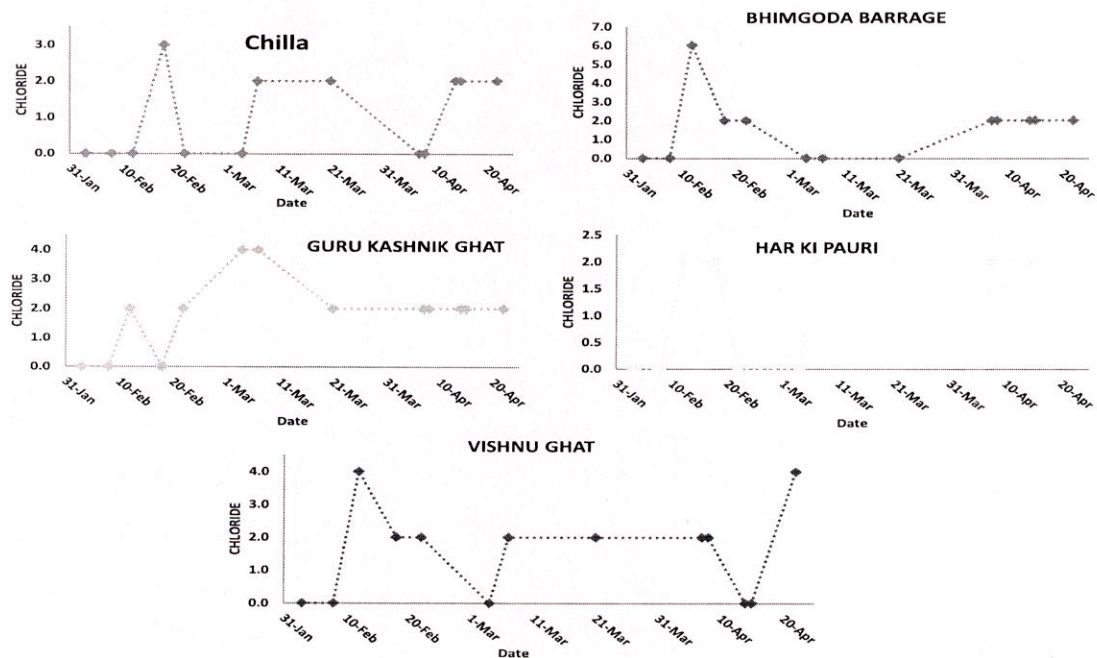 Chilla
3.0
2.0
1.0
0.0
CHLORIDE
31-Jan
10-Feb
20-Feb
1-Mar
11-Mar
21-Mar
31-Mar
10-Apr
20-Apr
Date
BHIMGODA BARRAGE
7.0
6.0
5.0
4.0
3.0
2.0
1.0
0.0
CHLORIDE
31-Jan
10-Feb
20-Feb
1-Mar
11-Mar
21-Mar
31-Mar
10-Apr
20-Apr
Date
GURU KASHNIK GHAT
4.0
3.0
2.0
1.0
0.0
CHLORIDE
31-Jan
10-Feb
20-Feb
1-Mar
11-Mar
21-Mar
31-Mar
10-Apr
20-Apr
Date
HAR KI PAURI
2.5
2.0
1.5
1.0
0.5
0.0
CHLORIDE
31-Jan
10-Feb
20-Feb
1-Mar
11-Mar
21-Mar
31-Mar
10-Apr
20-Apr
Date
VISHNU GHAT
4.0
3.0
2.0
1.0
0.0
CHLORIDE
31-Jan
10-Feb
20-Feb
1-Mar
11-Mar
21-Mar
31-Mar
10-Apr
20-Apr
Date